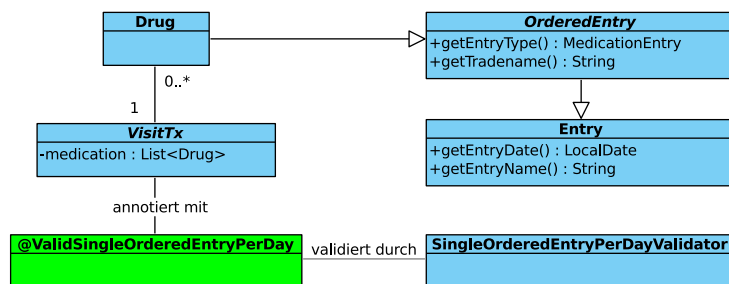 Drug
OrderedEntry
+getEntryType() : MedicationEntry
+getTradename() : String
0..*
1
VisitTx
-medication : List<Drug>
Entry
+getEntryDate() : LocalDate
+getEntryName() : String
annotiert mit
@ValidSingleOrderedEntryPerDay
validiert durch
SingleOrderedEntryPerDayValidator